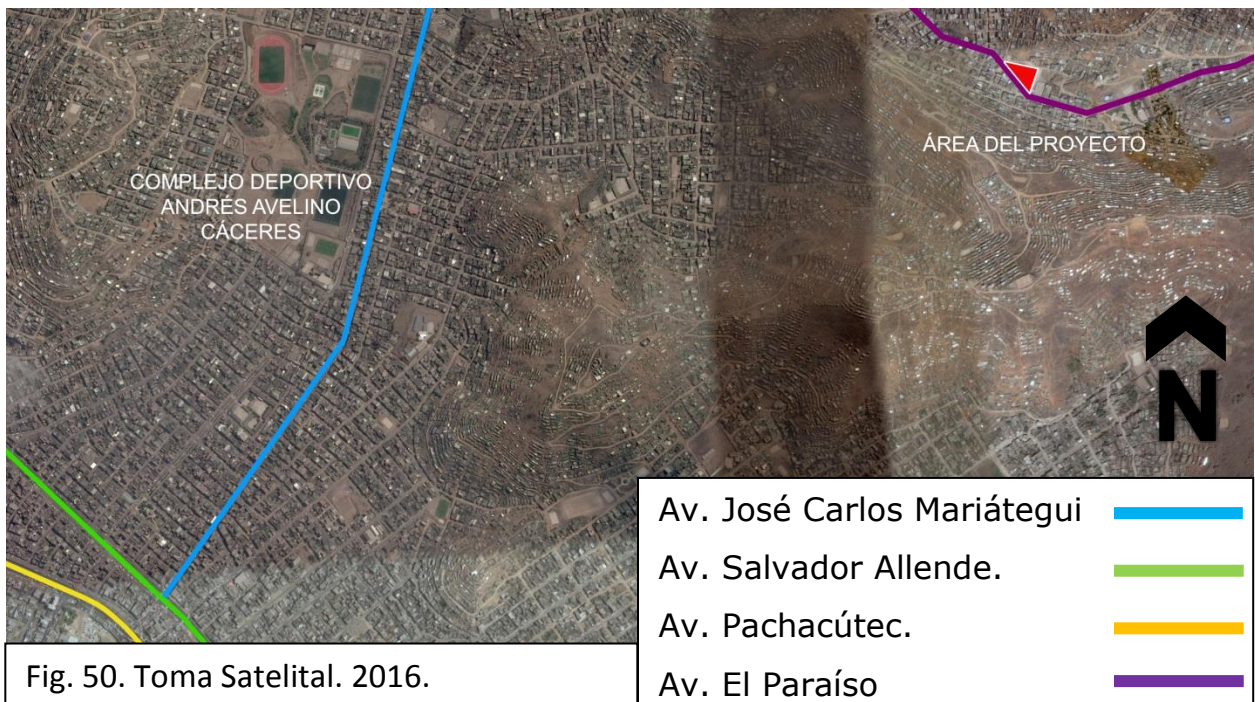 COMPLEJO DEPORTIVO
ANDRÉS AVELINO
CÁCERES
ÁREA DEL PROYECTO
N
Av. José Carlos Mariátegui
Av. Salvador Allende.
Av. Pachacútec.
Av. El Paraíso
Fig. 50. Toma Satelital. 2016.